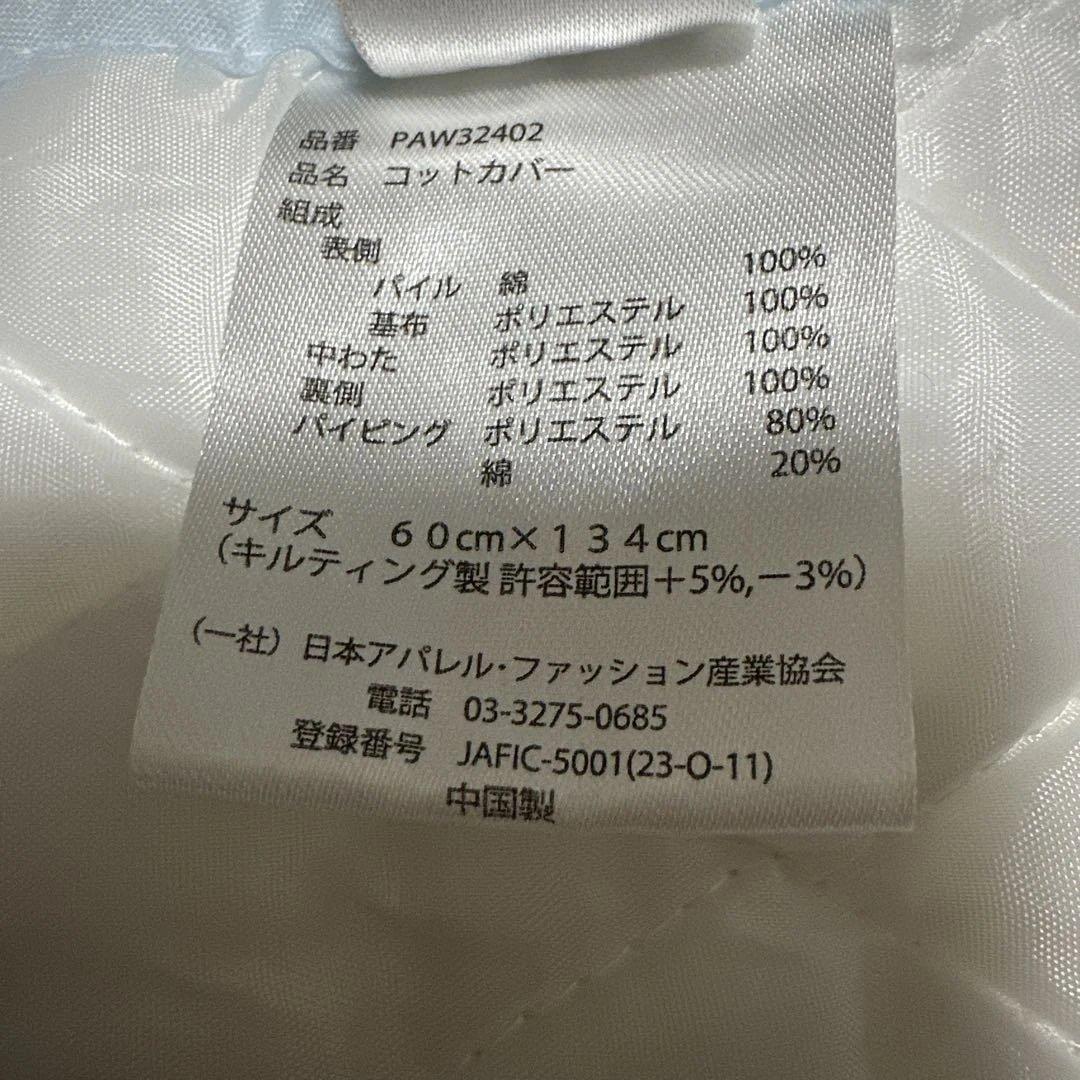 品番 PAW32402
品名 コットカバー
組成
表側
パイル 綿 100%
基布 ポリエステル 100%
中わた ポリエステル 100%
裏側 ポリエステル 100%
パイピング ポリエステル 80%
綿 20%
サイズ 60cm×134cm
(キルティング製 許容範囲+5%,-3%)
(一社) 日本アパレル・ファッション産業協会
電話 03-3275-0685
登録番号 JAFIC-5001(23-O-11)
中国製